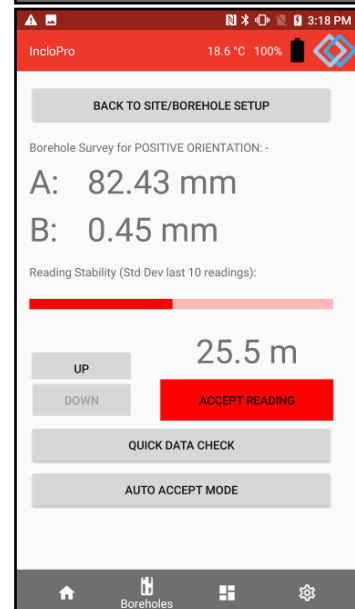 3:18 PM
IncloPro 18.6 °C 100%
BACK TO SITE/BOREHOLE SETUP
Borehole Survey for POSITIVE ORIENTATION: -
A: 82.43 mm
B: 0.45 mm
Reading Stability (Std Dev last 10 readings):
25.5 m
UP
DOWN ACCEPT READING
QUICK DATA CHECK
AUTO ACCEPT MODE
Boreholes